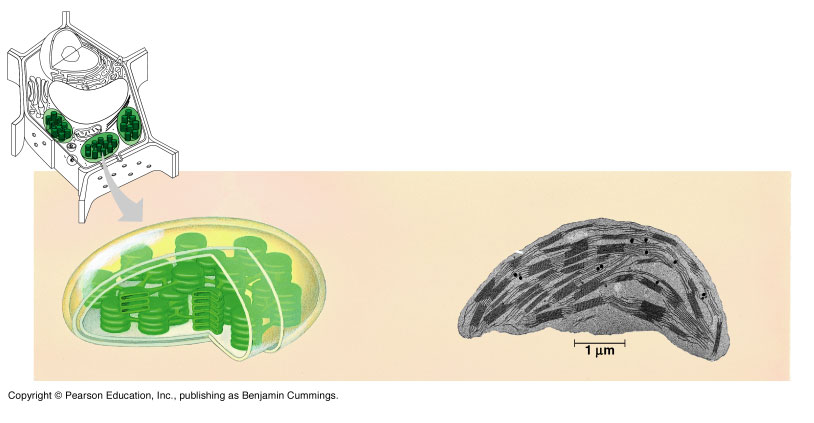 1 µm
Copyright © Pearson Education, Inc., publishing as Benjamin Cummings.